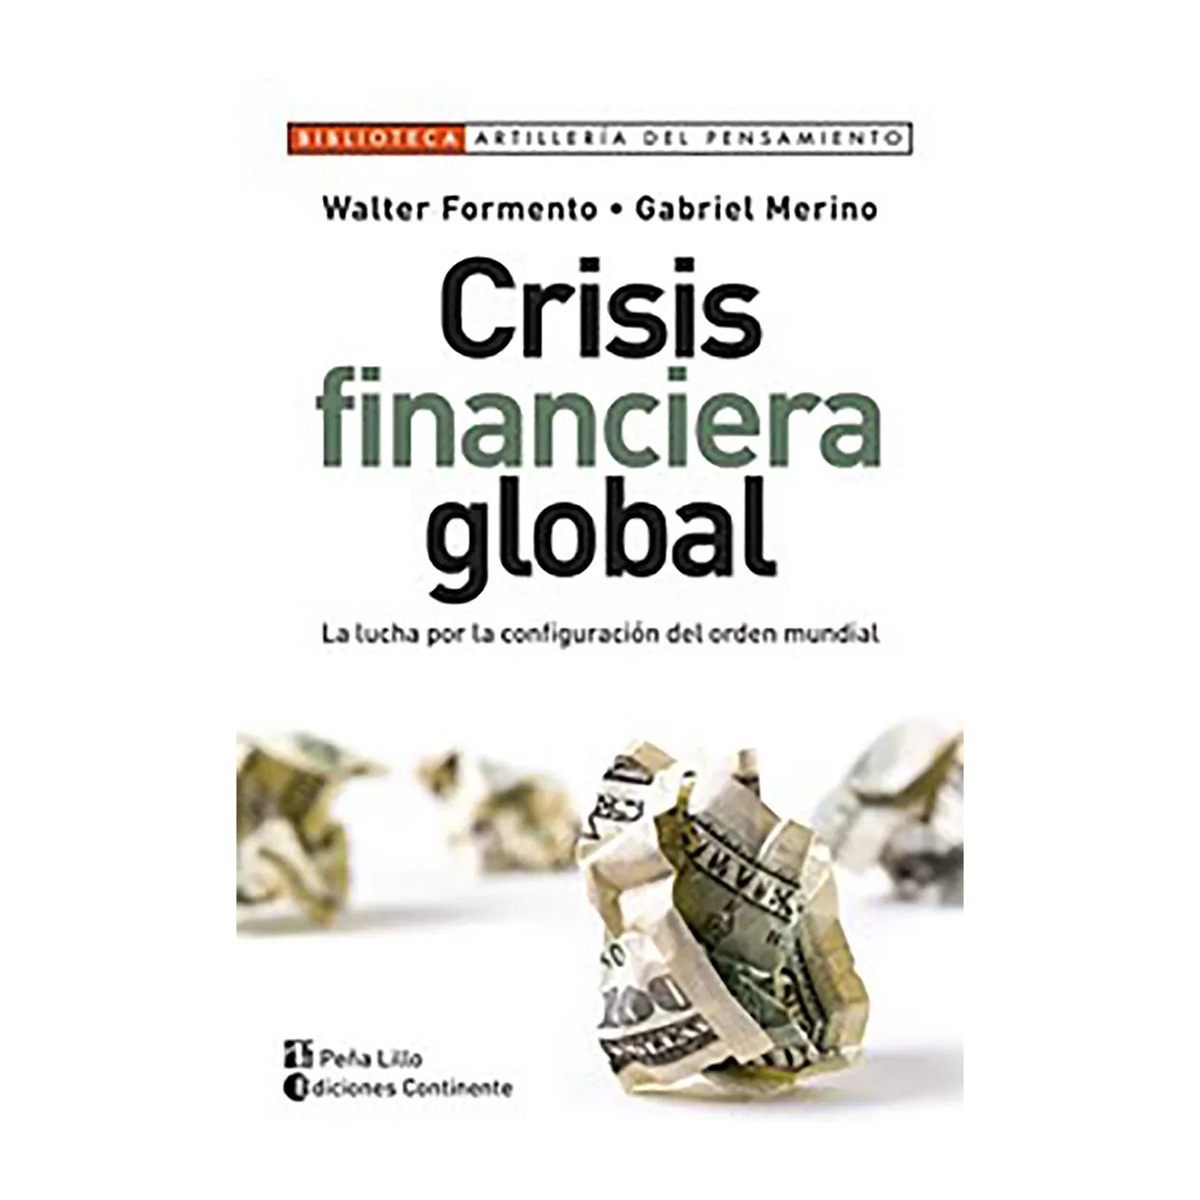 BIBLIOTECA ARTILLERÍA DEL PENSAMIENTO
Walter Formento • Gabriel Merino
Crisis
financiera
global
La lucha por la configuración del orden mundial
100
Peña Lillo
Ediciones Continente